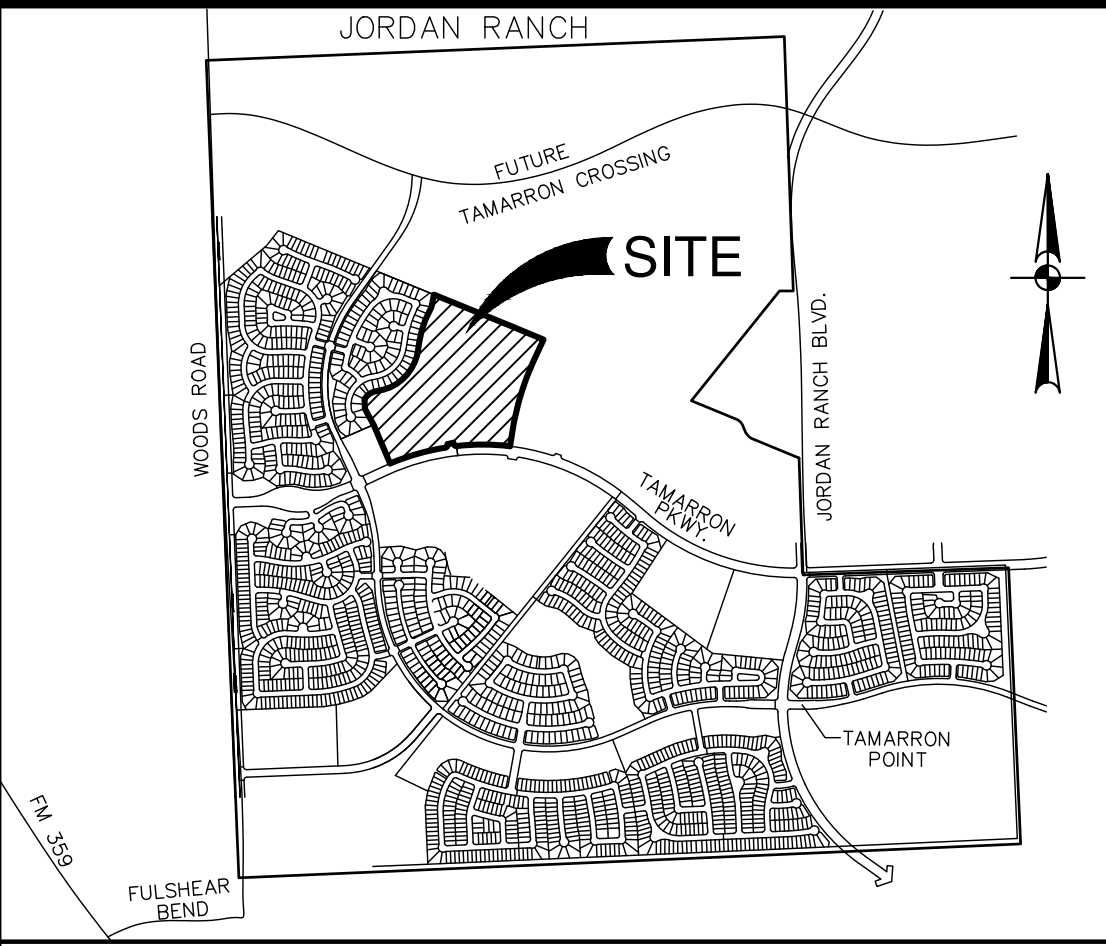 JORDAN RANCH
FUTURE
TAMARRON CROSSING
SITE
WOODS ROAD
JORDAN RANCH BLVD.
TAMARRON
PKWY.
TAMARRON
POINT
FM 359
FULSHEAR
BEND